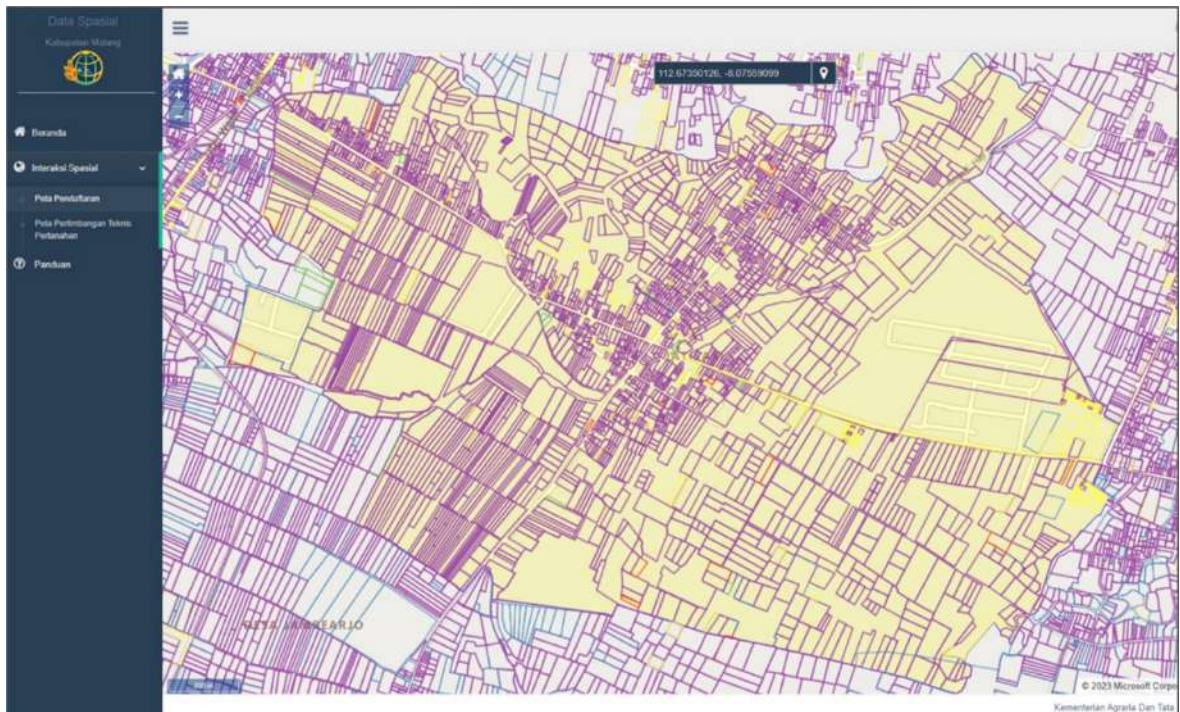 Data Spasial
Kabupaten Malang
112.67390126, -8.07559099
Beranda
Interaksi Spasial
Peta Pendaftaran
Peta Pertimbangan Teknis
Pertanahan
Panduan
© 2023 Microsoft Corpo
Kementerian Agraria Dan Tata